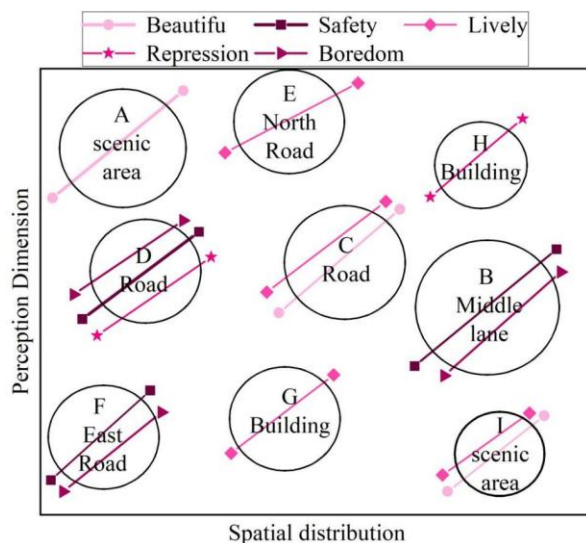 Beautifu Safety Lively
Repression Boredom
A
scenic
area
E
North
Road
H
Building
D
Road
C
Road
B
Middle
lane
F
East
Road
G
Building
I
scenic
area
Perception Dimension
Spatial distribution